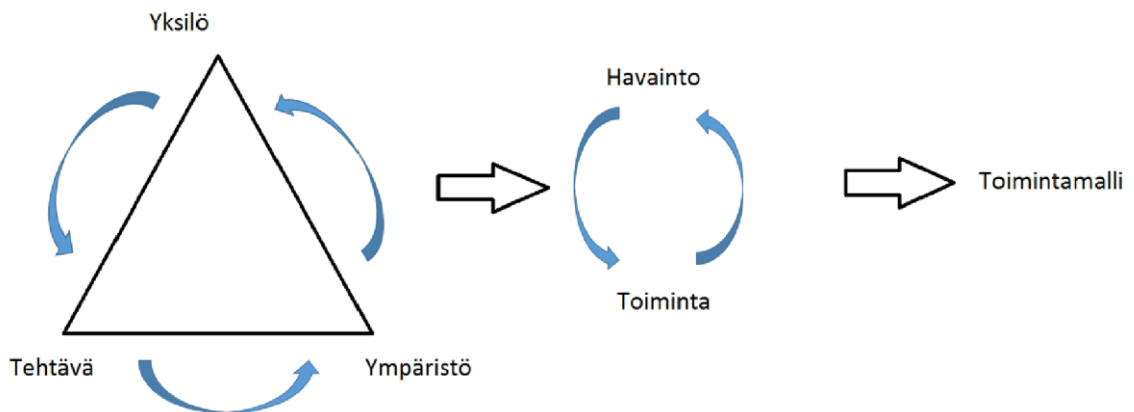 Yksilö
Tehtävä
Ympäristö
Havainto
Toiminta
Toimintamalli